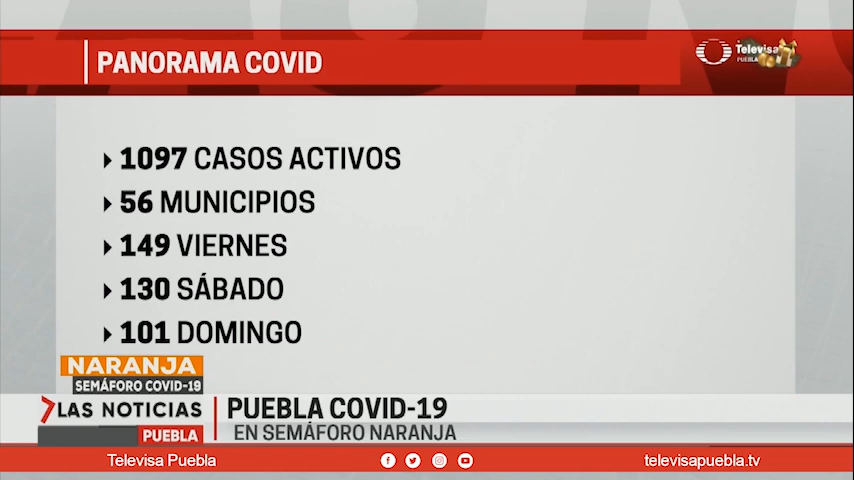 PANORAMA COVID
Televisa
PUEBLA
1097 CASOS ACTIVOS
56 MUNICIPIOS
149 VIERNES
130 SÁBADO
101 DOMINGO
NARANJA
SEMÁFORO COVID-19
LAS NOTICIAS
PUEBLA
PUEBLA COVID-19
EN SEMÁFORO NARANJA
Televisa Puebla
televisapuebla.tv